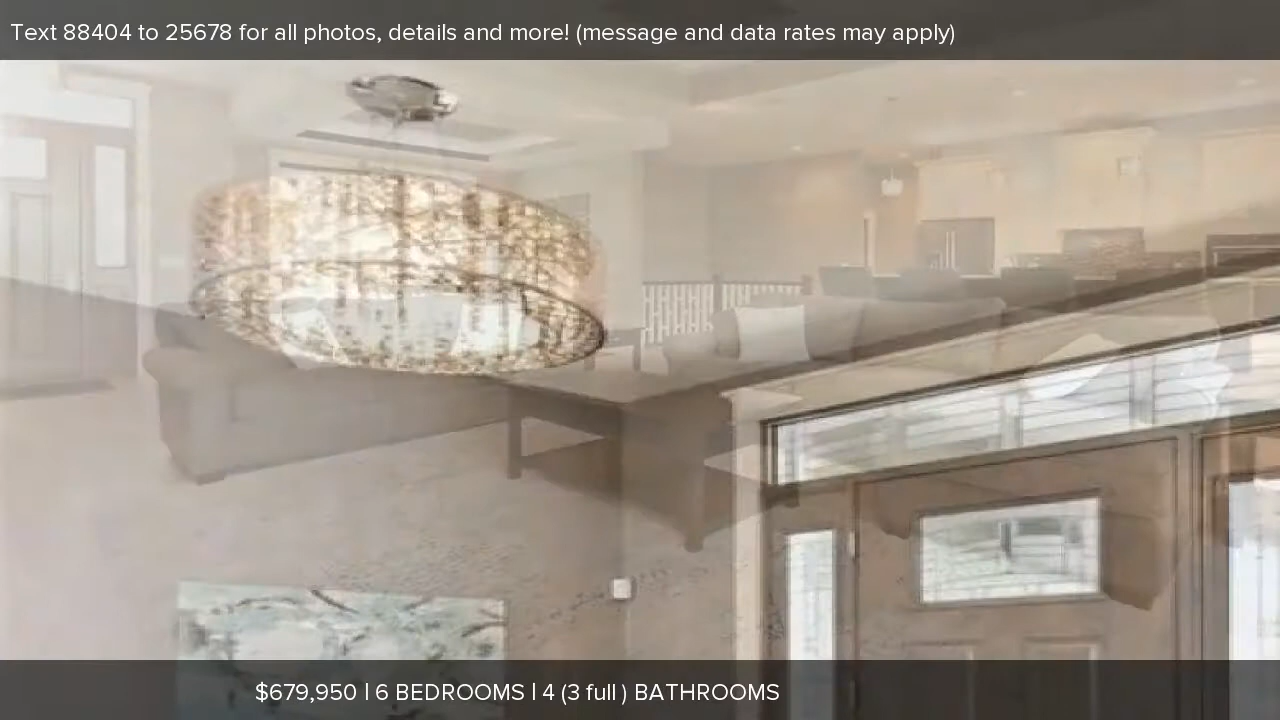 Text 88404 to 25678 for all photos, details and more! (message and data rates may apply)
$679,950 | 6 BEDROOMS | 4 (3 full ) BATHROOMS